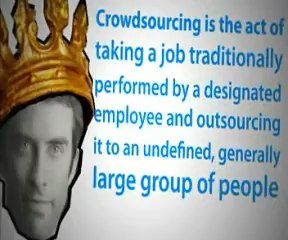 Crowdsourcing is the act of
taking a job traditionally
performed by a designated
employee and outsourcing
it to an undefined, generally
large group of people